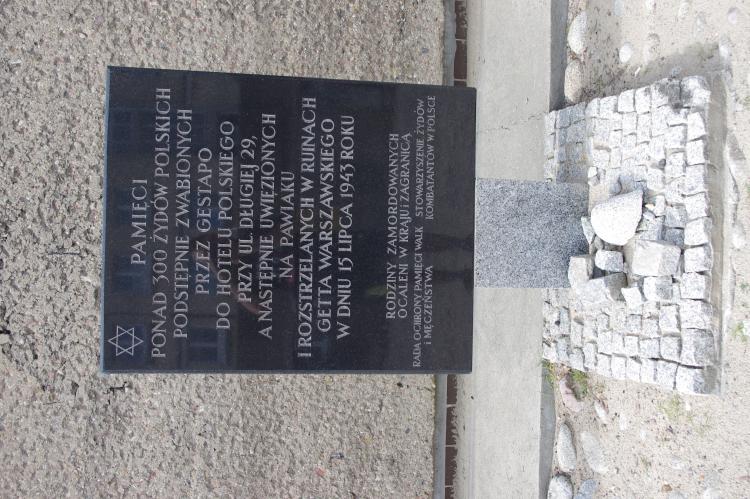 PAMIĘCI
PONAD 300 ŻYDÓW POLSKICH
PODSTĘPNIE ZWABIONYCH
PRZEZ GESTAPO
DO HOTELU POLSKIEGO
PRZY UL. DŁUGIEJ 29,
A NASTĘPNIE UWIĘZIONYCH
NA PAWIAKU
I ROZSTRZELANYCH W RUINACH
GETTA WARSZAWSKIEGO
W DNIU 15 LIPCA 1943 ROKU
RODZINY ZAMORDOWANYCH
OCALENI W KRAJU I ZAGRANICĄ
RADA OCHRONY PAMIĘCI WALK STOWARZYSZENIE ŻYDÓW
I MĘCZEŃSTWA KOMBATANTÓW W POLSCE